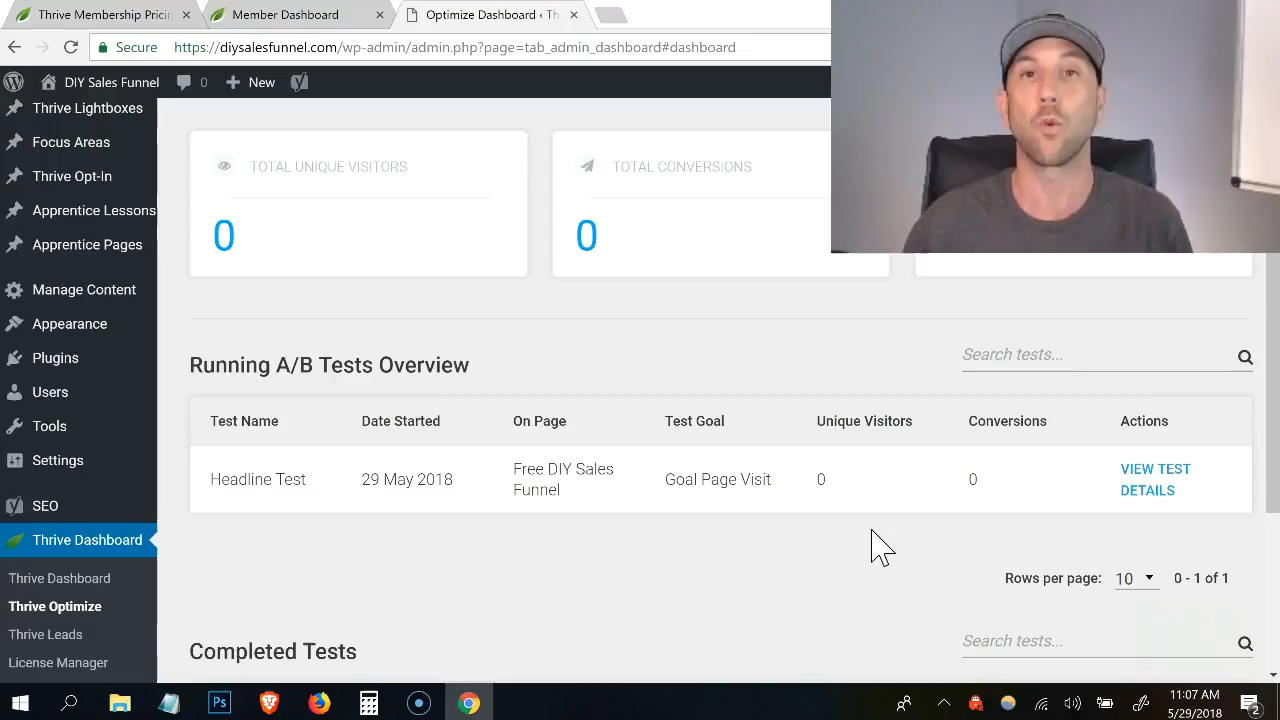 Thrive Membership Pricing
Member Dashboard
Optimize Dashboard ‹ Th
Secure
https://diysalesfunnel.com/wp-admin/admin.php?page=tab_admin_dashboard#dashboard
DIY Sales Funnel
0
New
Thrive Lightboxes
Focus Areas
Thrive Opt-In
Apprentice Lessons
Apprentice Pages
Manage Content
Appearance
Plugins
Users
Tools
Settings
SEO
Thrive Dashboard
Thrive Dashboard
Thrive Optimize
Thrive Leads
License Manager
TOTAL UNIQUE VISITORS
0
TOTAL CONVERSIONS
0
Running A/B Tests Overview
Search tests...
Test Name Date Started On Page Test Goal Unique Visitors Conversions Actions
Headline Test 29 May 2018 Free DIY Sales Funnel Goal Page Visit 0 0 VIEW TEST DETAILS
Rows per page: 10 0 - 1 of 1
Completed Tests
Search tests...
Ps
11:07 AM
5/29/2018
2